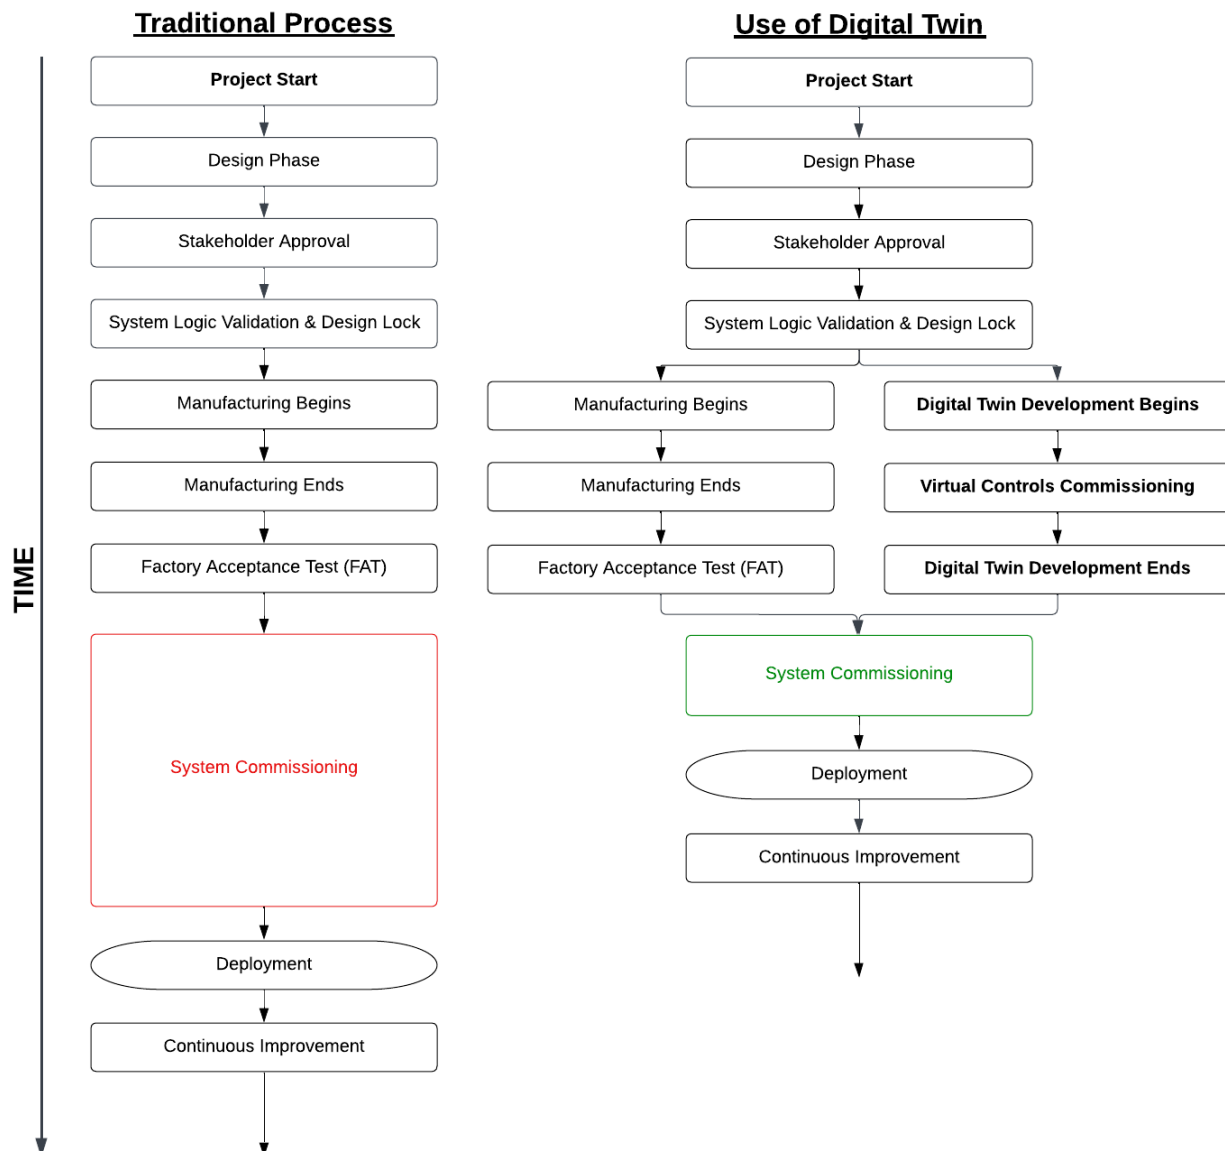 Traditional Process
Project Start
Design Phase
Stakeholder Approval
System Logic Validation & Design Lock
Manufacturing Begins
Manufacturing Ends
Factory Acceptance Test (FAT)
System Commissioning
Deployment
Continuous Improvement
TIME
Use of Digital Twin
Project Start
Design Phase
Stakeholder Approval
System Logic Validation & Design Lock
Manufacturing Begins
Manufacturing Ends
Factory Acceptance Test (FAT)
Digital Twin Development Begins
Virtual Controls Commissioning
Digital Twin Development Ends
System Commissioning
Deployment
Continuous Improvement